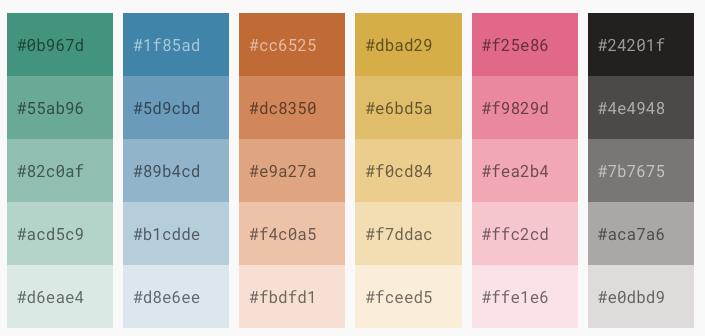 #0b967d #1f85ad #cc6525 #dbad29 #f25e86 #24201f
#55ab96 #5d9cbd #dc8350 #e6bd5a #f9829d #4e4948
#82c0af #89b4cd #e9a27a #f0cd84 #fea2b4 #7b7675
#acd5c9 #b1cdde #f4c0a5 #f7ddac #ffc2cd #aca7a6
#d6eae4 #d8e6ee #fbdfd1 #fceed5 #ffe1e6 #e0dbd9